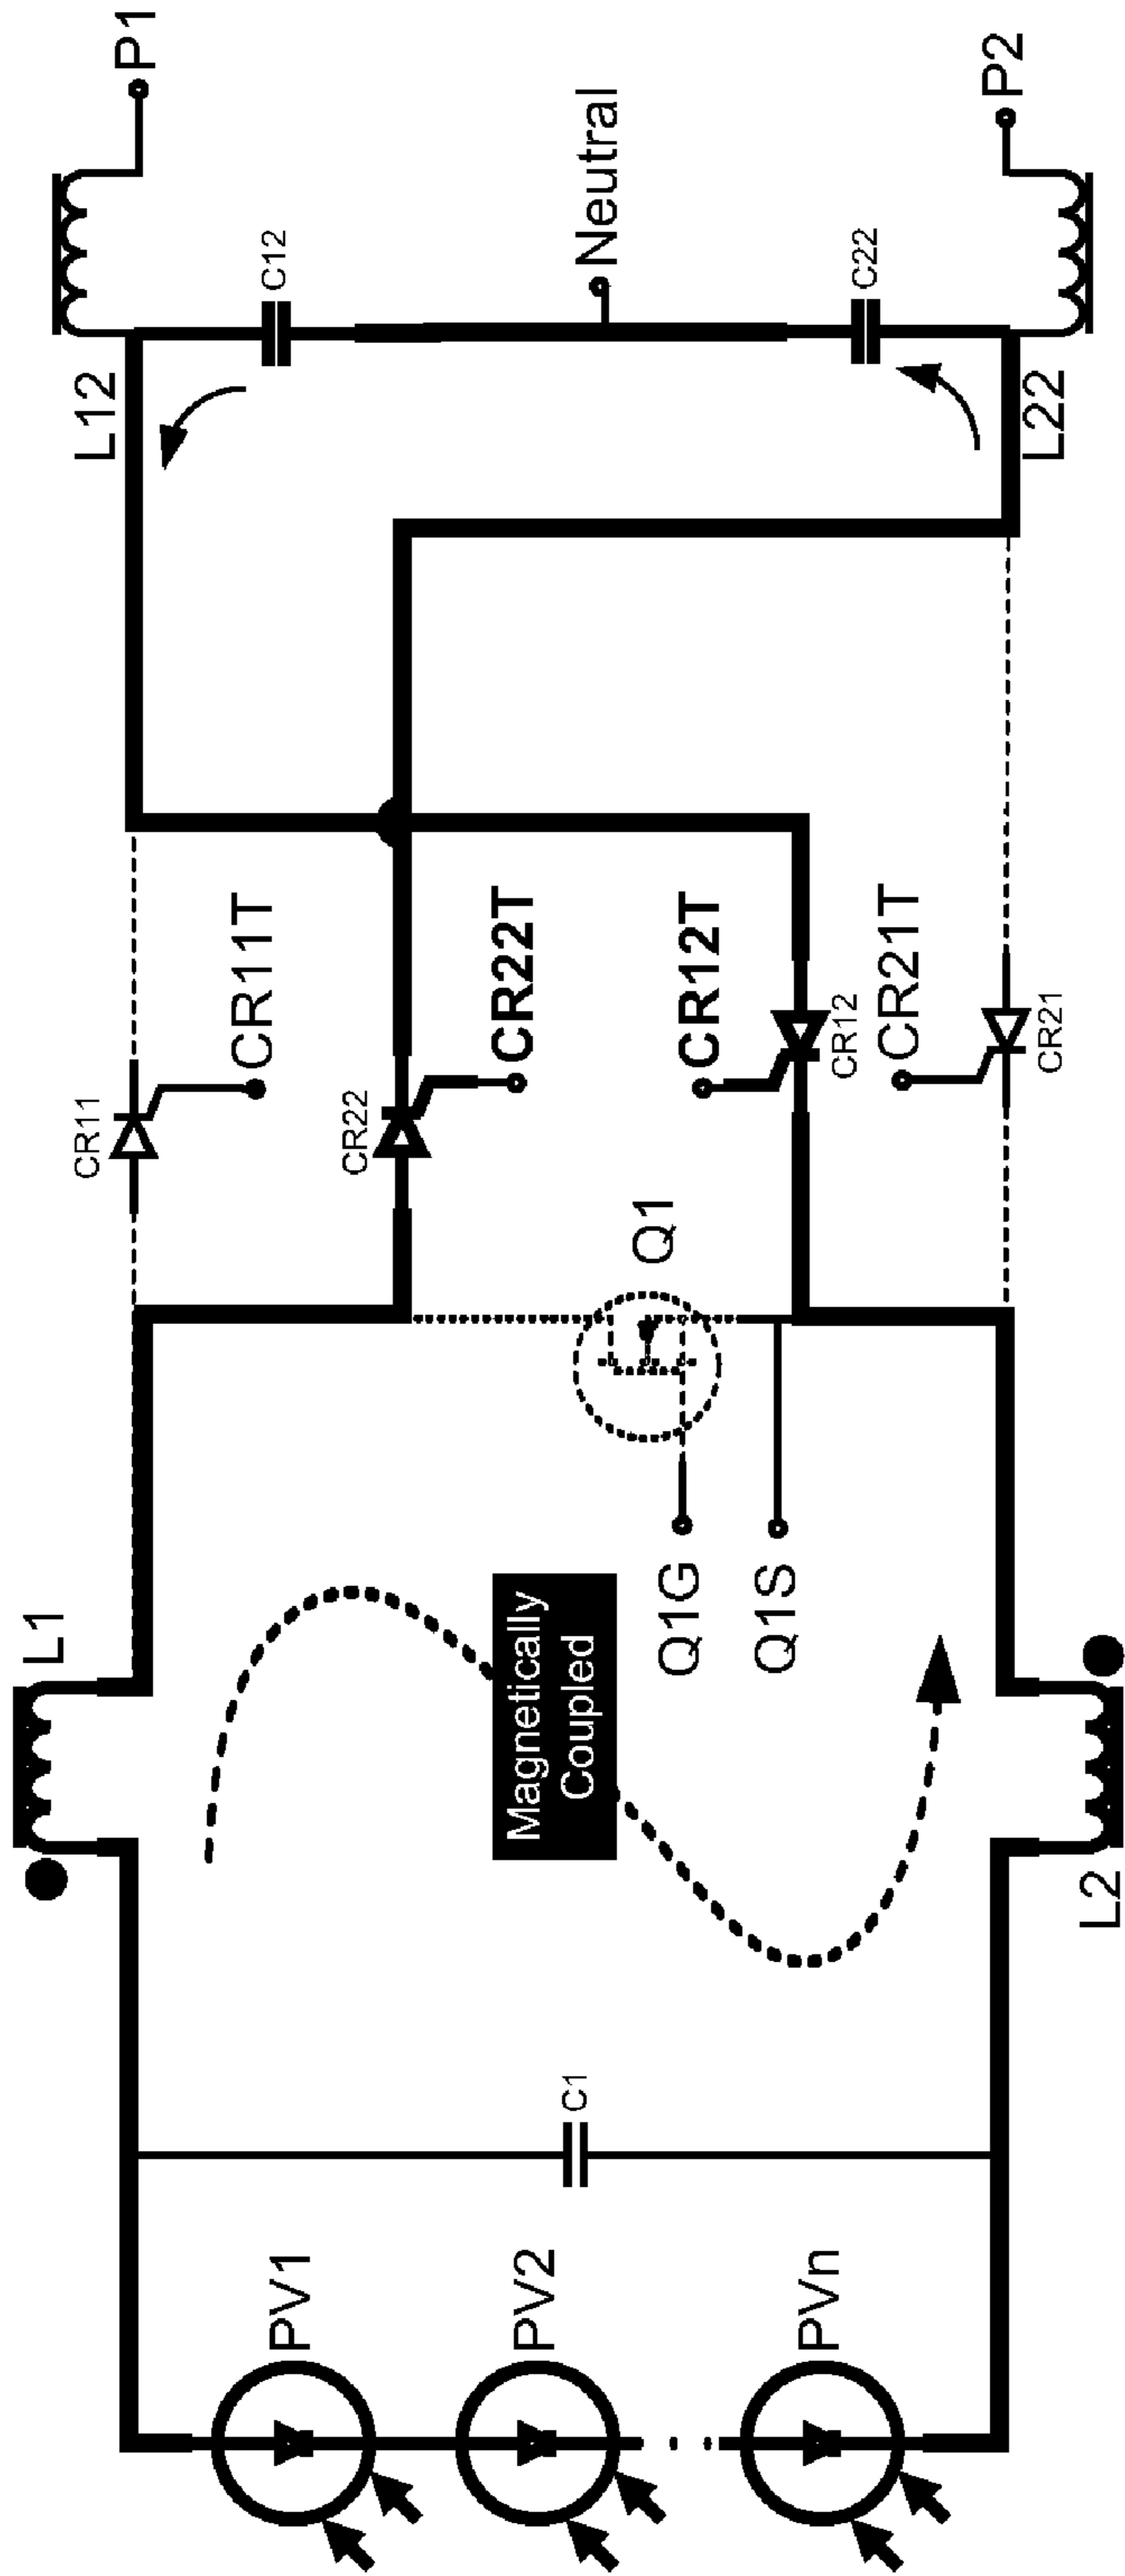 P1
P2
Neutral
C12
C22
L12
L22
CR11T
CR22T
CR12T
CR21T
CR11
CR22
CR12
CR21
Q1
L1
Magnetically
Coupled
Q1G
Q1S
L2
C1
PV1
PV2
PVn